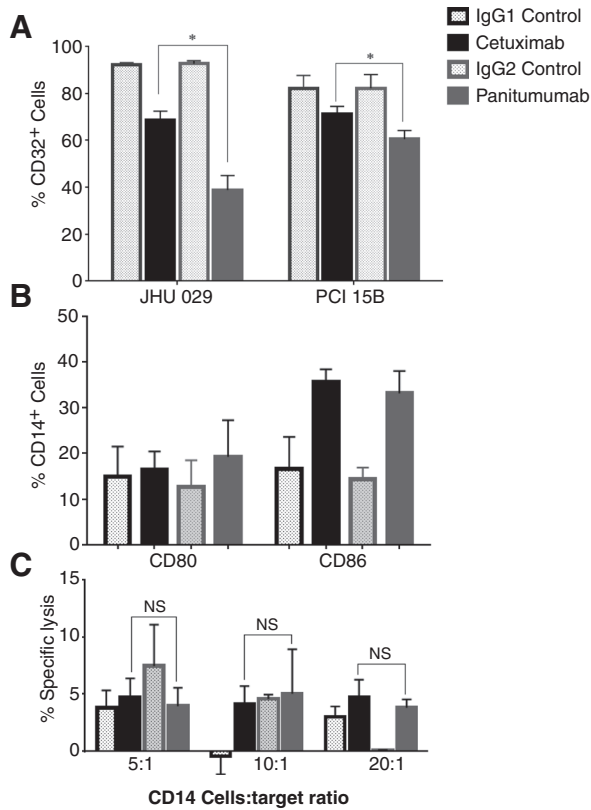 IgG1 Control
Cetuximab
IgG2 Control
Panitumumab
A
% CD32+ Cells
100
80
60
40
20
0
*
*
JHU 029
PCI 15B
B
% CD14+ Cells
50
40
30
20
10
0
CD80
CD86
C
% Specific lysis
15
10
5
0
NS
NS
NS
5:1
10:1
20:1
CD14 Cells:target ratio